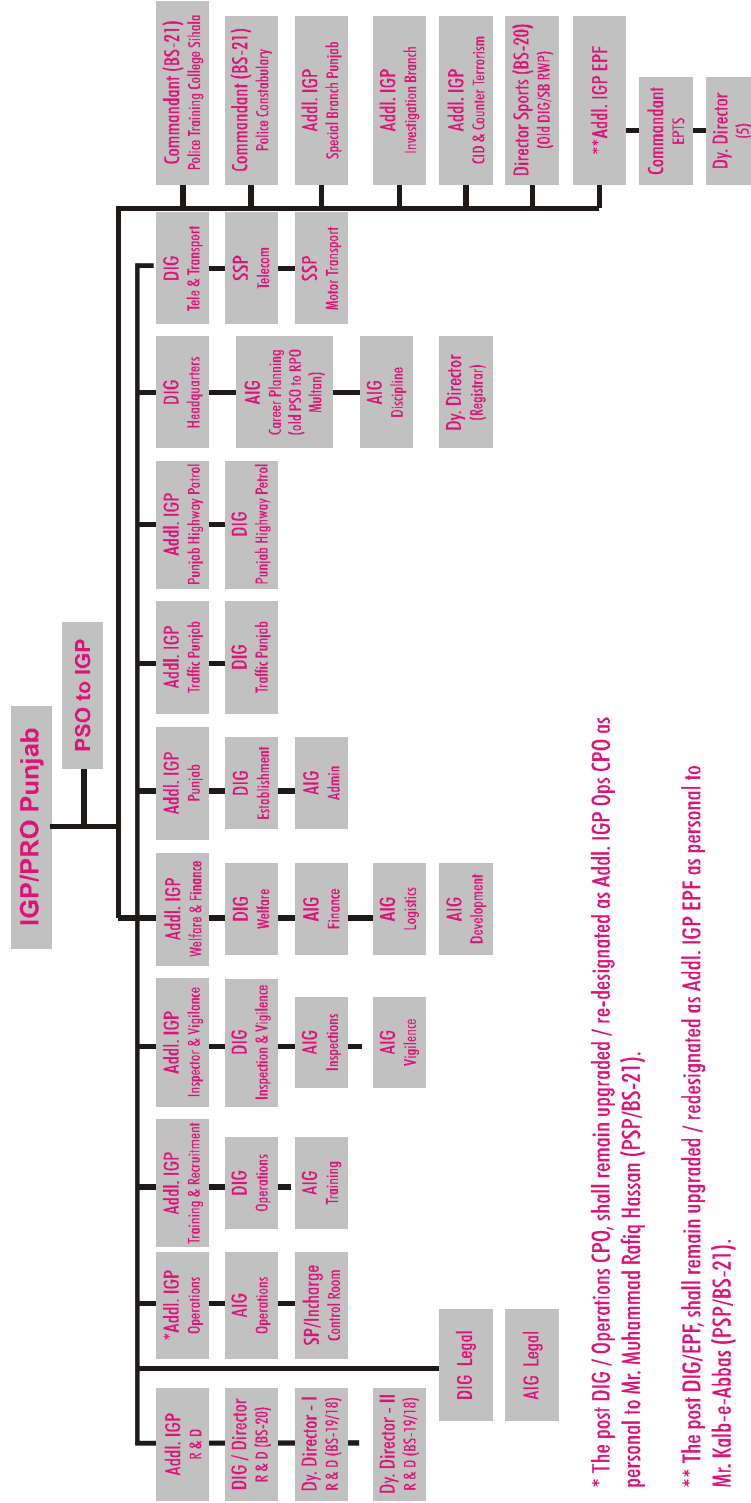 IGP/PRO Punjab
PSO to IGP
Addl. IGP
R & D
DIG / Director
R & D (BS-20)
Dy. Director - I
R & D (BS-19/18)
Dy. Director - II
R & D (BS-19/18)
DIG Legal
AIG Legal
*Addl. IGP
Operations
AIG
Operations
SP/Incharge
Control Room
Addl. IGP
Training & Recruitment
DIG
Operations
AIG
Training
Addl. IGP
Inspector & Vigilance
DIG
Inspection & Vigilence
AIG
Inspections
AIG
Vigilence
Addl. IGP
Welfare & Finance
DIG
Welfare
AIG
Finance
AIG
Logistics
AIG
Development
Addl. IGP
Punjab
DIG
Establishment
AIG
Admin
Addl. IGP
Traffic Punjab
DIG
Traffic Punjab
Addl. IGP
Punjab Highway Patrol
DIG
Punjab Highway Petrol
DIG
Headquarters
AIG
Career Planning
(old PSO to RPO
Multan)
AIG
Discipline
Dy. Director
(Registrar)
DIG
Tele & Transport
SSP
Telecom
SSP
Motor Transport
Commandant (BS-21)
Police Training College Sihala
Commandant (BS-21)
Police Constabulary
Addl. IGP
Special Branch Punjab
Addl. IGP
Investigation Branch
Addl. IGP
CID & Counter Terrorism
Director Sports (BS-20)
(Old DIG/SB RWP)
**Addl. IGP EPF
Commandant
EPTS
Dy. Director
(5)
* The post DIG / Operations CPO, shall remain upgraded / re-designated as Addl. IGP Ops CPO as
personal to Mr. Muhammad Rafiq Hassan (PSP/BS-21).
** The post DIG/EPF, shall remain upgraded / redesignated as Addl. IGP EPF as personal to
Mr. Kalb-e-Abbas (PSP/BS-21).